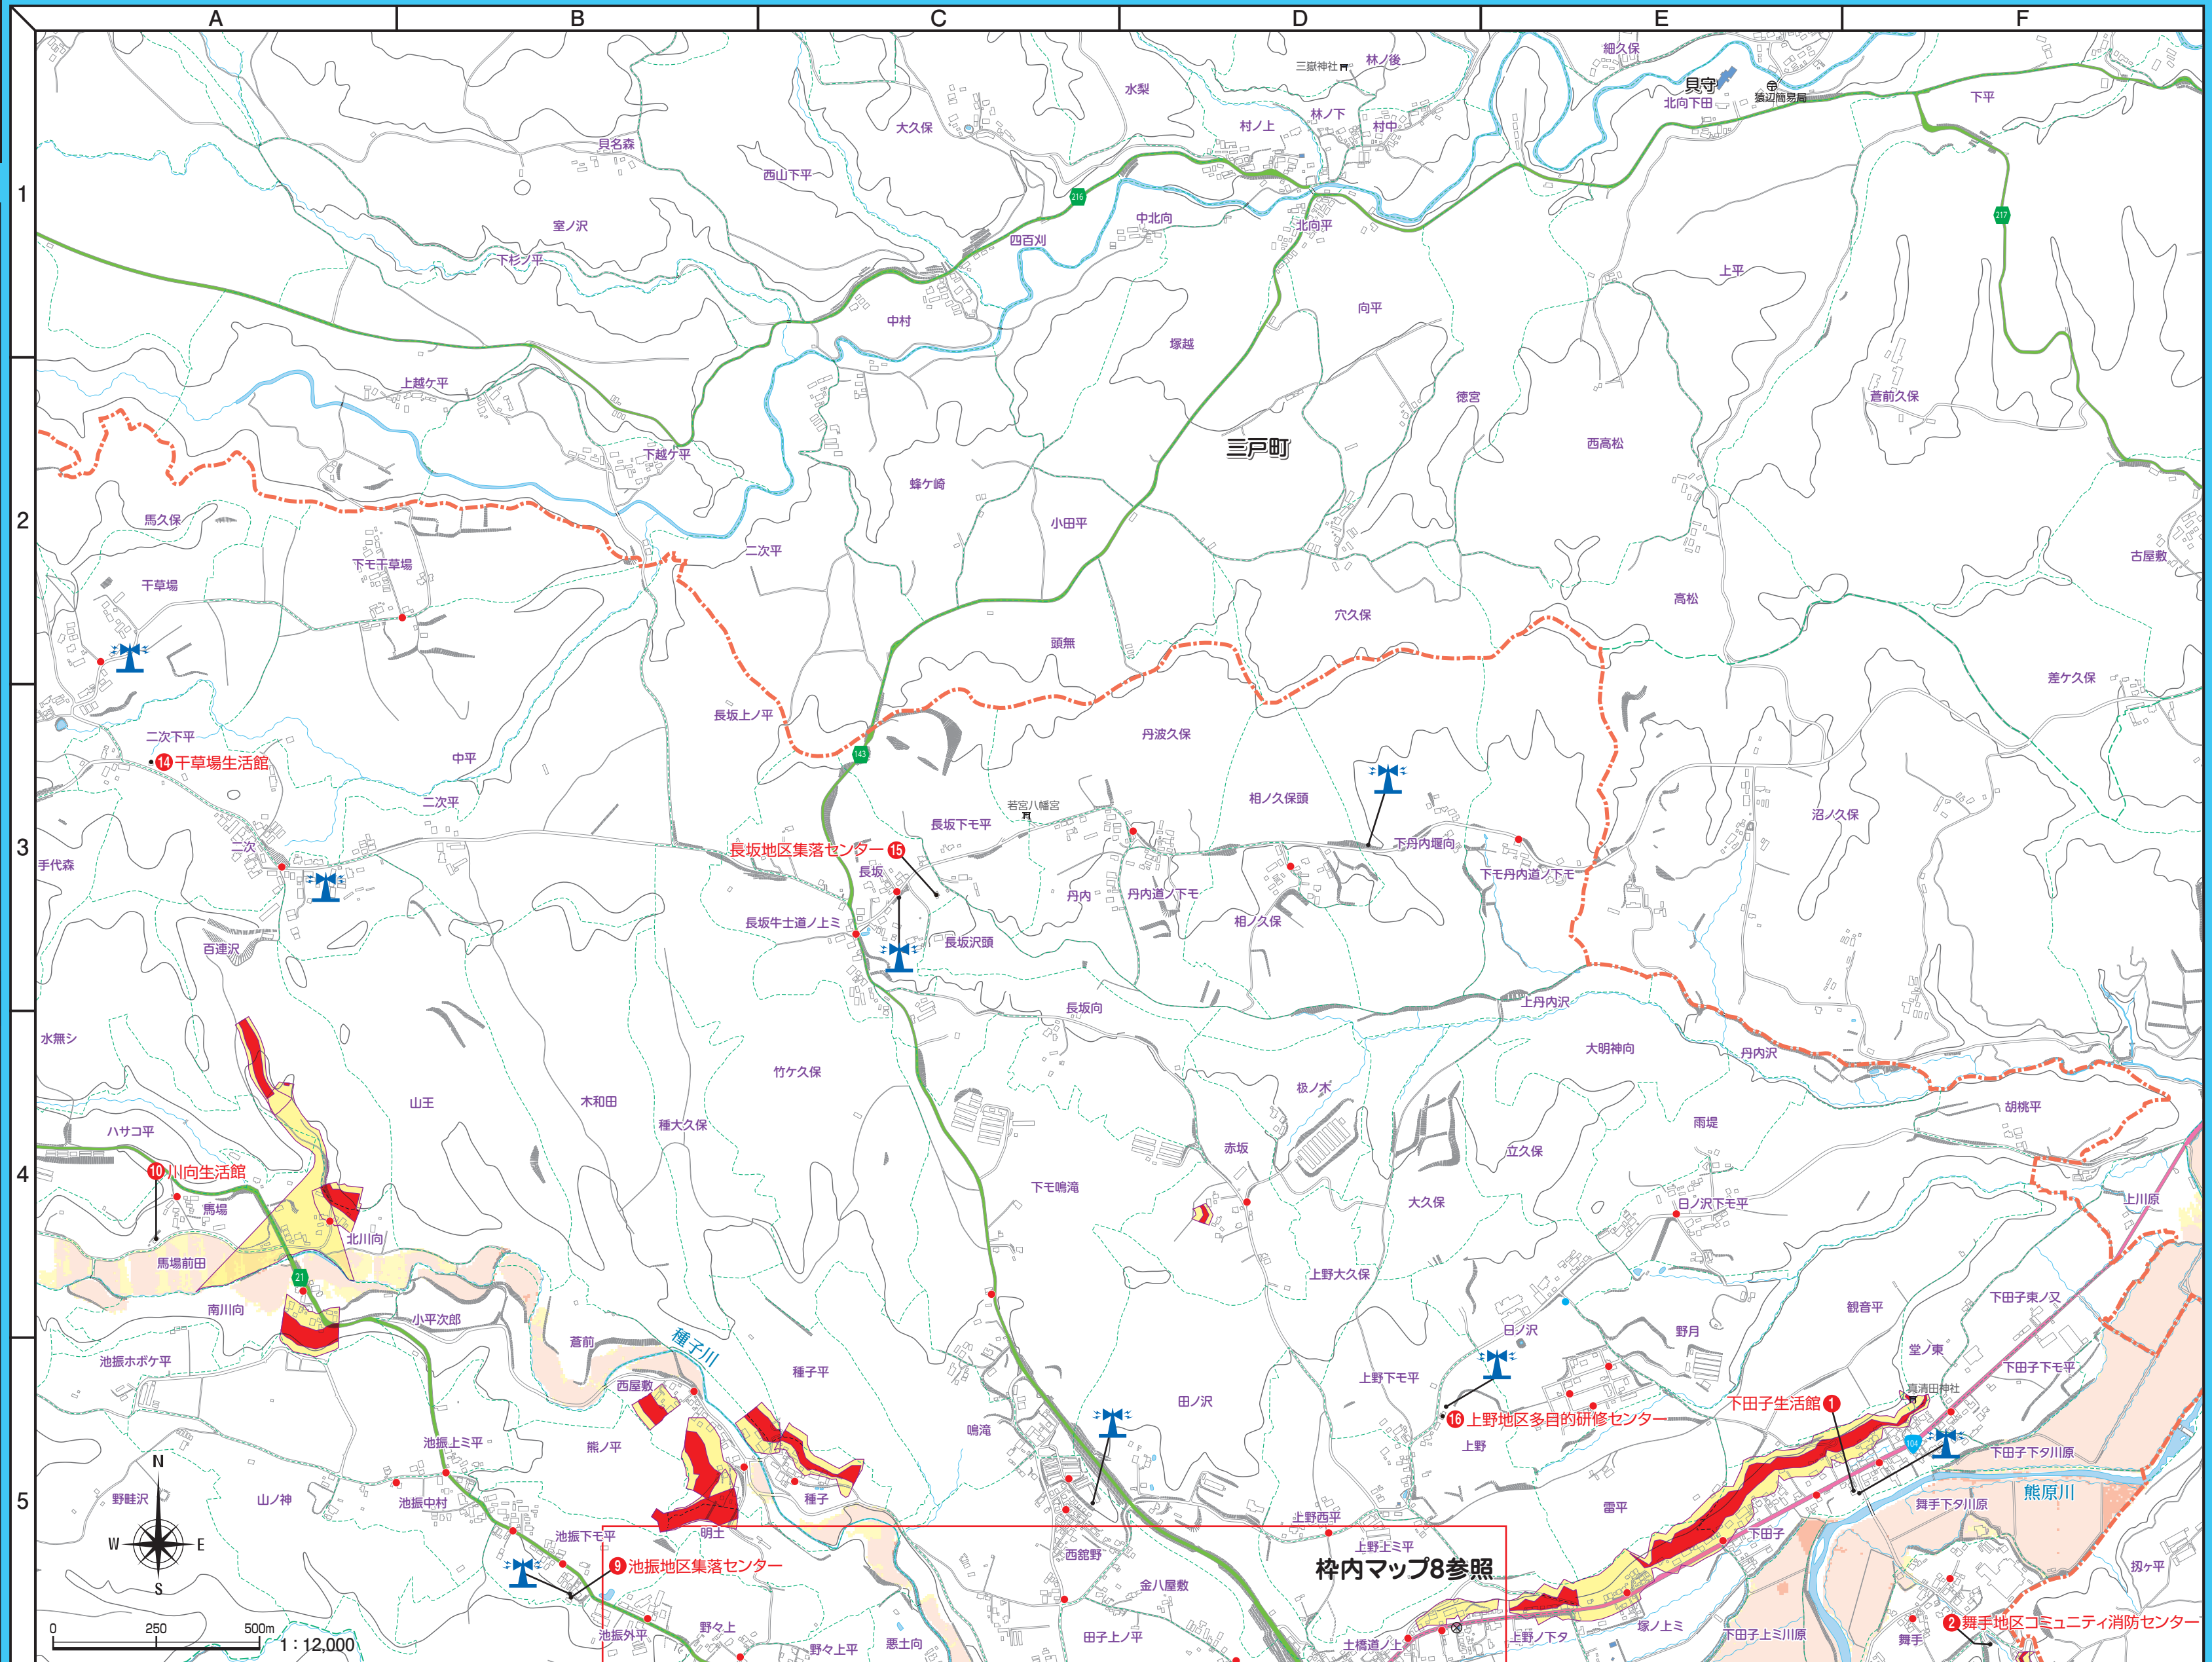 A B C D E F
1
2
3
4
5
細久保
三嶽神社
林ノ後
貝守
猿辺簡易局
北向下田
下平
水梨
大久保
林ノ下
村ノ上
村中
貝名森
西山下平
216
217
中北向
北向平
室ノ沢
四百刈
下杉ノ平
上平
向平
中村
塚越
上越ケ平
徳宮
蒼前久保
三戸町
西高松
下越ケ平
蜂ケ崎
馬久保
小田平
二次平
古屋敷
下モ干草場
干草場
高松
穴久保
頭無
差ケ久保
長坂上ノ平
二次下平
丹波久保
143
中平
14 干草場生活館
二次平
相ノ久保頭
若宮八幡宮
沼ノ久保
長坂下モ平
二次
長坂地区集落センター 15
下丹内堰向
手代森
長坂
下モ丹内道ノ下モ
丹内
丹内道ノ下モ
長坂牛士道ノ上ミ
相ノ久保
百連沢
長坂沢頭
上丹内沢
長坂向
水無シ
大明神向
丹内沢
竹ケ久保
极ノ木
山王
木和田
胡桃平
種大久保
雨堤
ハサコ平
赤坂
立久保
10 川向生活館
下モ鳴滝
上川原
馬場
大久保
日ノ沢下モ平
北川向
馬場前田
21
上野大久保
南川向
下田子東ノ又
観音平
小平次郎
日ノ沢
野月
蒼前
種子川
堂ノ東
池振ホボケ平
種子平
上野下モ平
下田子下モ平
西屋敷
真清田神社
田ノ沢
下田子生活館 1
16 上野地区多目的研修センター
鳴滝
池振上ミ平
熊ノ平
上野
104
下田子下タ川原
N
熊原川
野畦沢
山ノ神
池振中村
種子
舞手下タ川原
雷平
上野西平
池振下モ平
明土
下田子
W E
上野上ミ平
西舘野
枠内マップ8参照
9 池振地区集落センター
扨ヶ平
S
金八屋敷
2 舞手地区コミュニティ消防センター
0 250 500m
1:12,000
池振外平
野々上
野々上平
悪土向
田子上ノ平
土橋道ノ上
上野ノ下タ
塚ノ上ミ
下田子上ミ川原
舞手